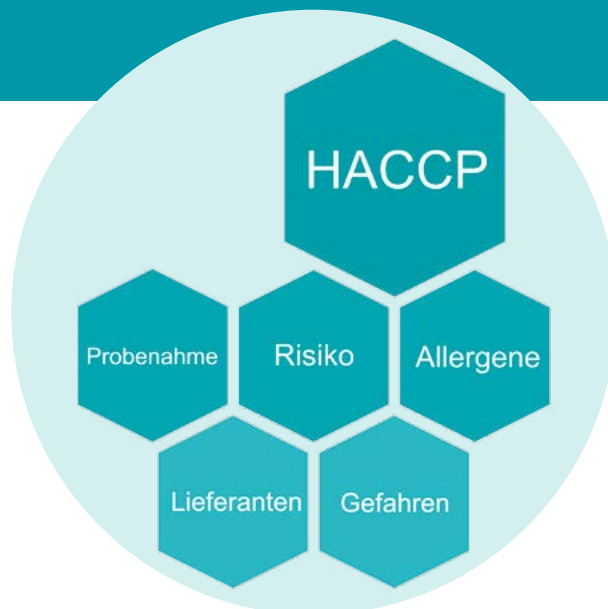 HACCP
Probenahme
Risiko
Allergene
Lieferanten
Gefahren